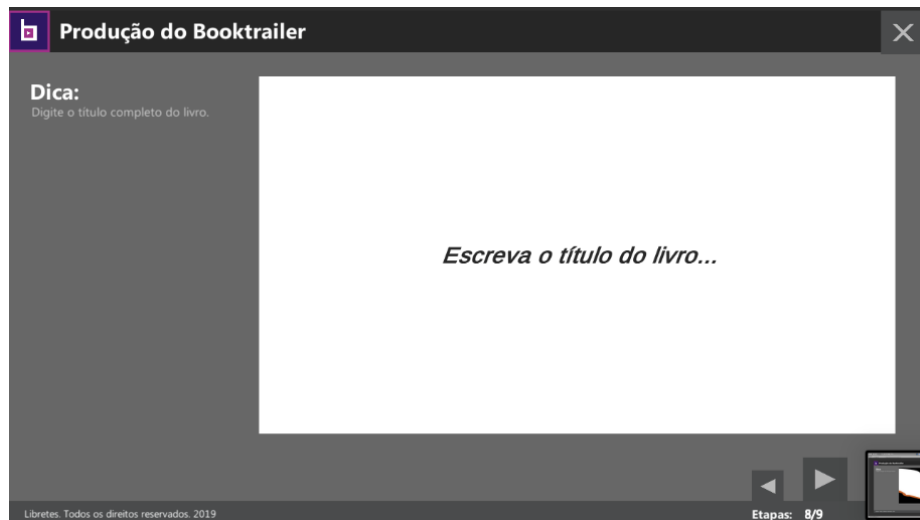 Produção do Booktrailer
Dica:
Digite o título completo do livro.
Escreva o título do livro...
Libretes. Todos os direitos reservados. 2019
Etapas: 8/9